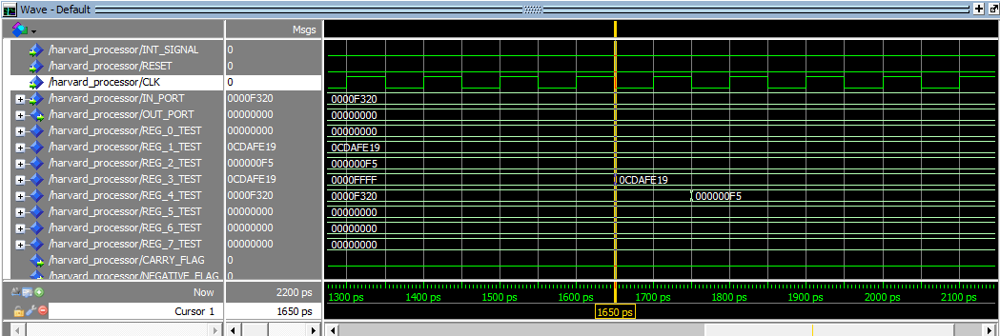 Wave - Default
Msgs
/harvard_processor/INT_SIGNAL 0
/harvard_processor/RESET 0
/harvard_processor/CLK 0
/harvard_processor/IN_PORT 0000F320 0000F320
/harvard_processor/OUT_PORT 00000000 00000000
/harvard_processor/REG_0_TEST 00000000 00000000
/harvard_processor/REG_1_TEST 0CDAFE19 0CDAFE19
/harvard_processor/REG_2_TEST 000000F5 000000F5
/harvard_processor/REG_3_TEST 0CDAFE19 0000FFFF 0CDAFE19
/harvard_processor/REG_4_TEST 0000F320 0000F320 000000F5
/harvard_processor/REG_5_TEST 00000000 00000000
/harvard_processor/REG_6_TEST 00000000 00000000
/harvard_processor/REG_7_TEST 00000000 00000000
/harvard_processor/CARRY_FLAG 0
/harvard_processor/NEGATIVE_FLAG 0
Now 2200 ps 1300 ps 1400 ps 1500 ps 1600 ps 1700 ps 1800 ps 1900 ps 2000 ps 2100 ps
Cursor 1 1650 ps 1650 ps